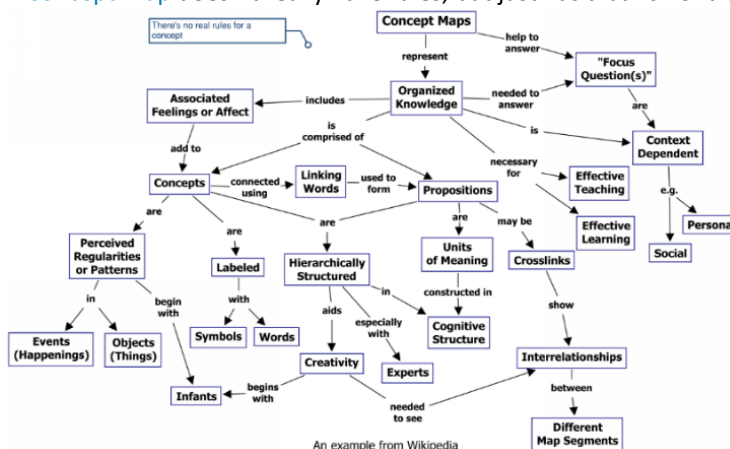 There's no real rules for a
concept
Concept Maps
help to
answer
represent
"Focus
Question(s)"
Organized
Knowledge
needed to
answer
Associated
Feelings or Affect
includes
are
is
comprised of
is
Context
Dependent
add to
necessary
for
Concepts
connected
using
Linking
Words
used to
form
Propositions
Effective
Teaching
e.g.
are
are
are
are
may be
Effective
Learning
Persona
Social
Perceived
Regularities
or Patterns
Labeled
Hierarchically
Structured
Units
of Meaning
Crosslinks
in
begin
with
with
aids
in
constructed in
show
especially
with
Events
(Happenings)
Objects
(Things)
Symbols
Words
Cognitive
Structure
Creativity
Experts
Interrelationships
Infants
begins
with
needed
to see
between
Different
Map Segments
An example from Wikipedia